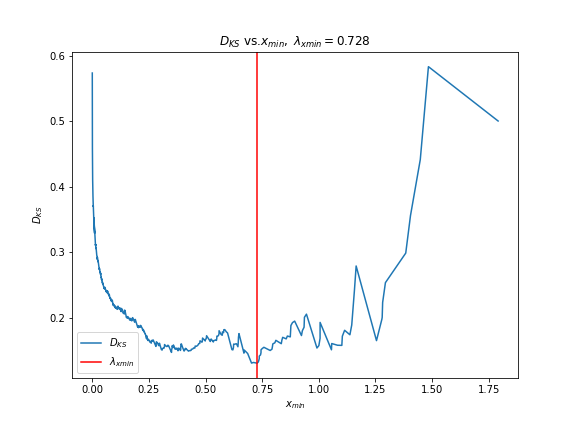 D_KS vs.x_min, λ_xmin = 0.728
0.6
0.5
0.4
0.3
0.2
D_KS
D_KS
λ_xmin
0.00 0.25 0.50 0.75 1.00 1.25 1.50 1.75
x_min